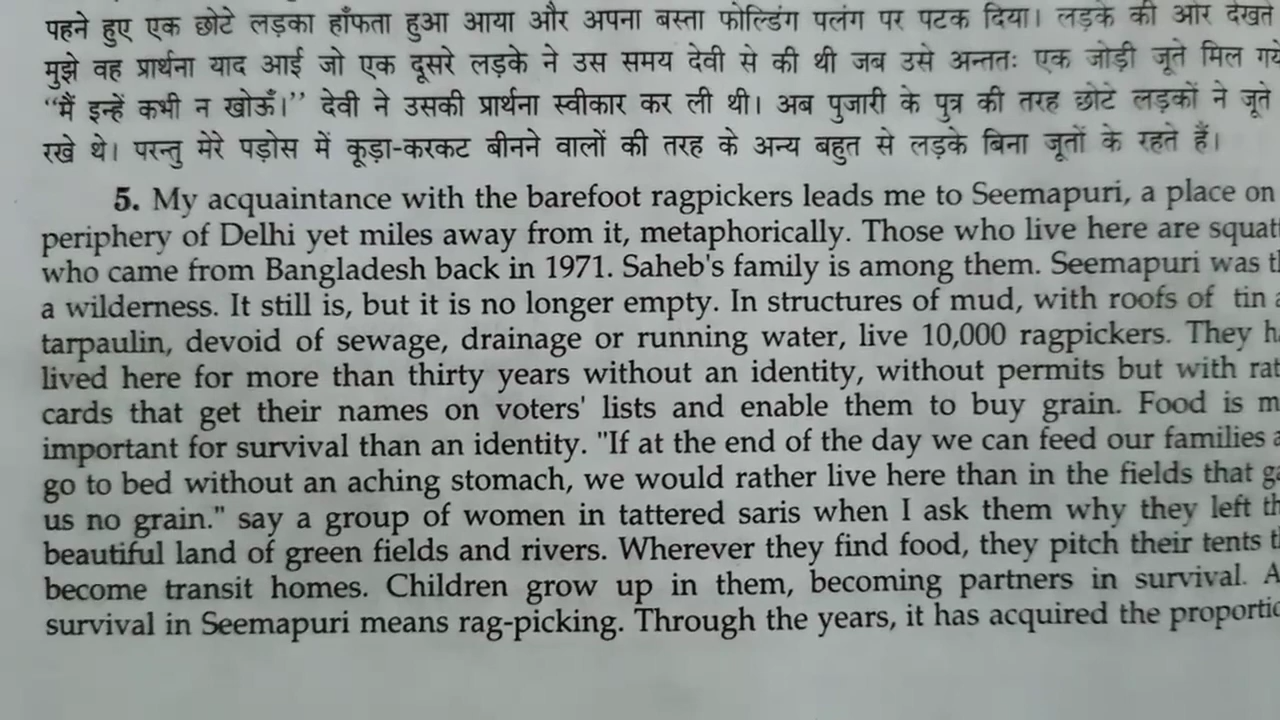 पहने हुए एक छोटे लड़का हाँफता हुआ आया और अपना बस्ता फोल्डिंग पलंग पर पटक दिया। लड़के की ओर देखते
मुझे वह प्रार्थना याद आई जो एक दूसरे लड़के ने उस समय देवी से की थी जब उसे अन्ततः एक जोड़ी जूते मिल गये
“मैं इन्हें कभी न खोऊँ।” देवी ने उसकी प्रार्थना स्वीकार कर ली थी। अब पुजारी के पुत्र की तरह छोटे लड़कों ने जूते
रखे थे। परन्तु मेरे पड़ोस में कूड़ा-करकट बीनने वालों की तरह के अन्य बहुत से लड़के बिना जूतों के रहते हैं।
5. My acquaintance with the barefoot ragpickers leads me to Seemapuri, a place on
periphery of Delhi yet miles away from it, metaphorically. Those who live here are
who came from Bangladesh back in 1971. Saheb's family is among them. Seemapuri was
a wilderness. It still is, but it is no longer empty. In structures of mud, with roofs of tin
tarpaulin, devoid of sewage, drainage or running water, live 10,000 ragpickers. They
lived here for more than thirty years without an identity, without permits but with
cards that get their names on voters' lists and enable them to buy grain. Food is
important for survival than an identity. "If at the end of the day we can feed our families
go to bed without an aching stomach, we would rather live here than in the fields that
us no grain." say a group of women in tattered saris when I ask them why they left
beautiful land of green fields and rivers. Wherever they find food, they pitch their tents
become transit homes. Children grow up in them, becoming partners in survival.
survival in Seemapuri means rag-picking. Through the years, it has acquired the